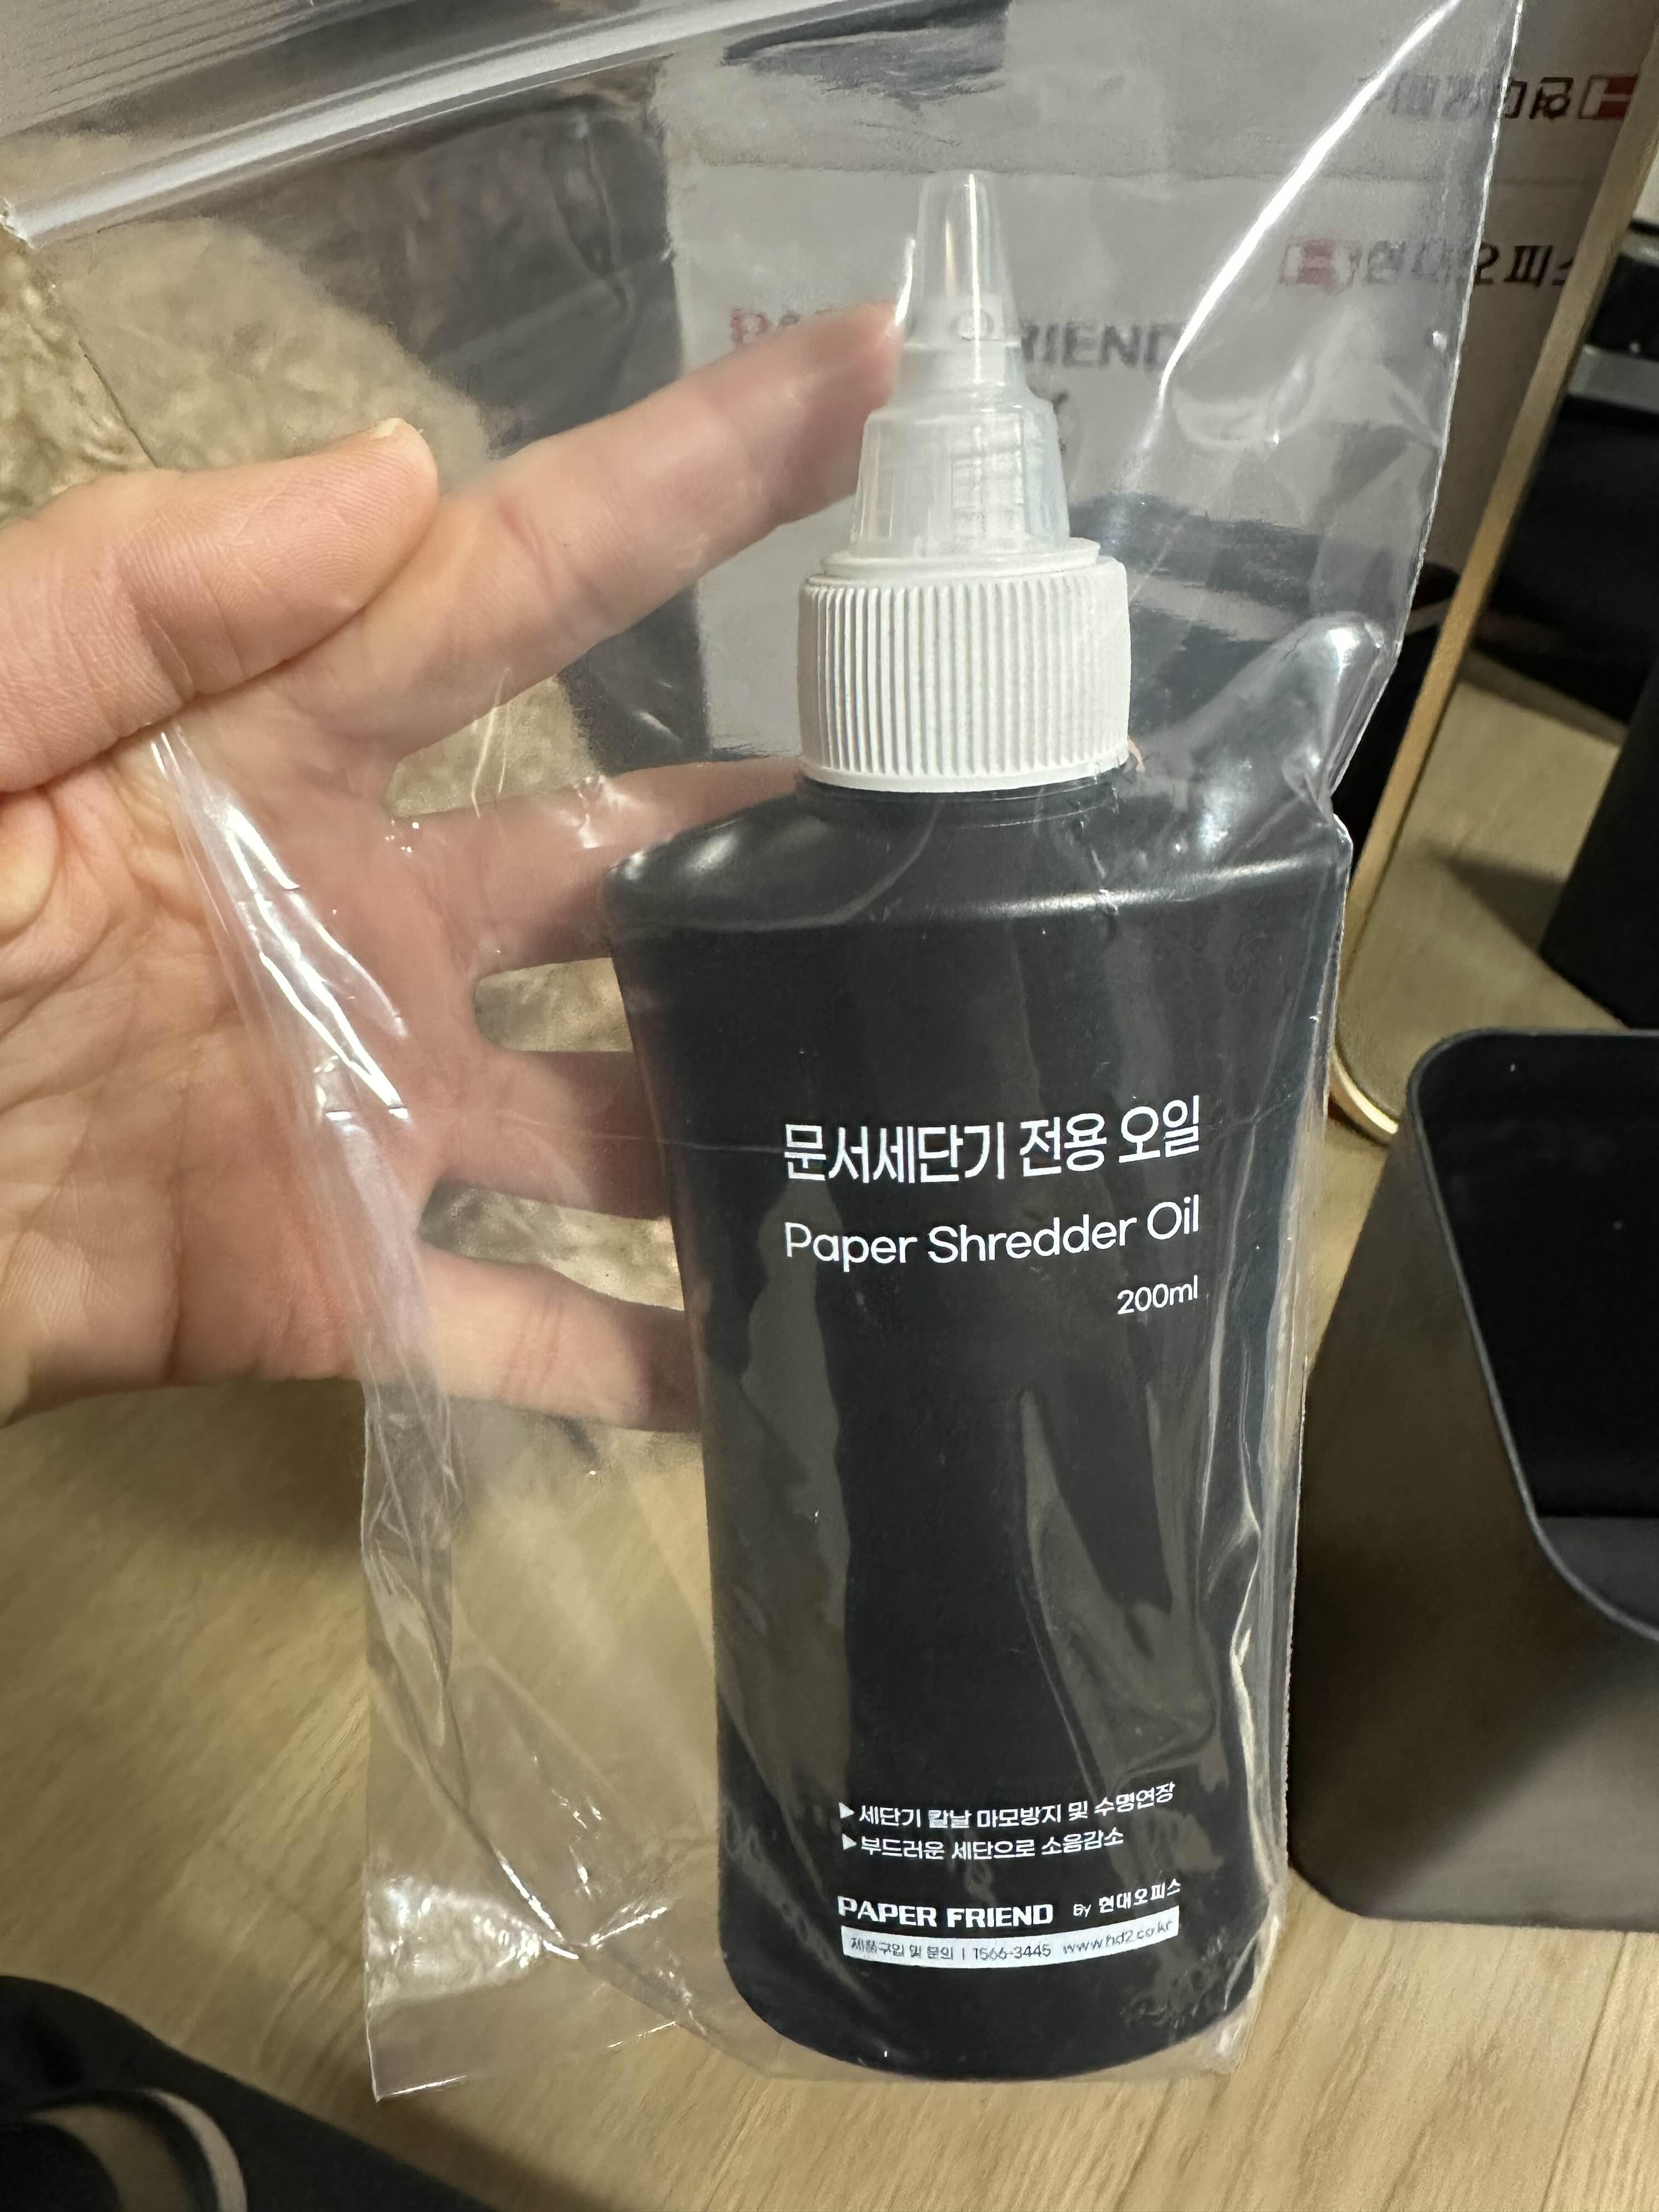 현대오피스
RIEND
문서세단기 전용 오일
Paper Shredder Oil
200ml
▶세단기 칼날 마모방지 및 수명연장
▶부드러운 세단으로 소음감소
PAPER FRIEND By 현대오피스
제품구입 및 문의 | 1566-3445 www.hd2.co.kr